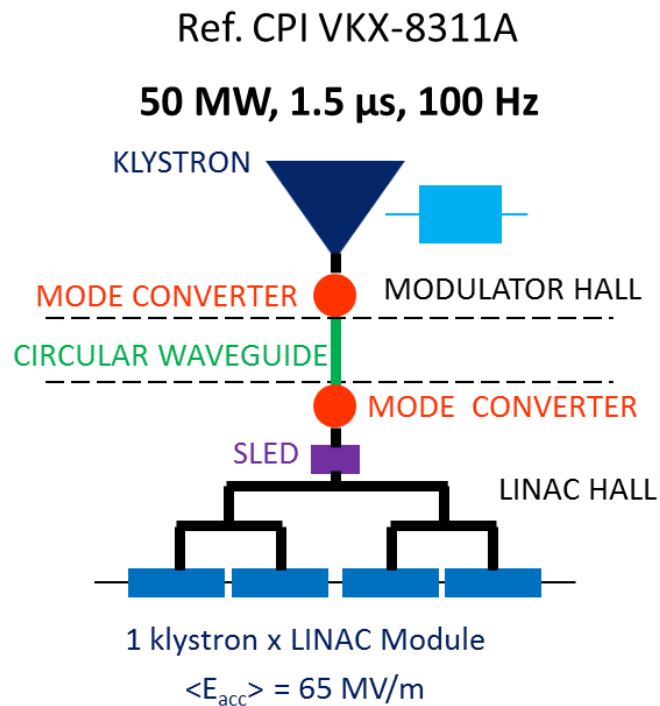 Ref. CPI VKX-8311A
50 MW, 1.5 µs, 100 Hz
KLYSTRON
MODE CONVERTER
MODULATOR HALL
CIRCULAR WAVEGUIDE
MODE CONVERTER
SLED
LINAC HALL
1 klystron x LINAC Module
<E_acc> = 65 MV/m